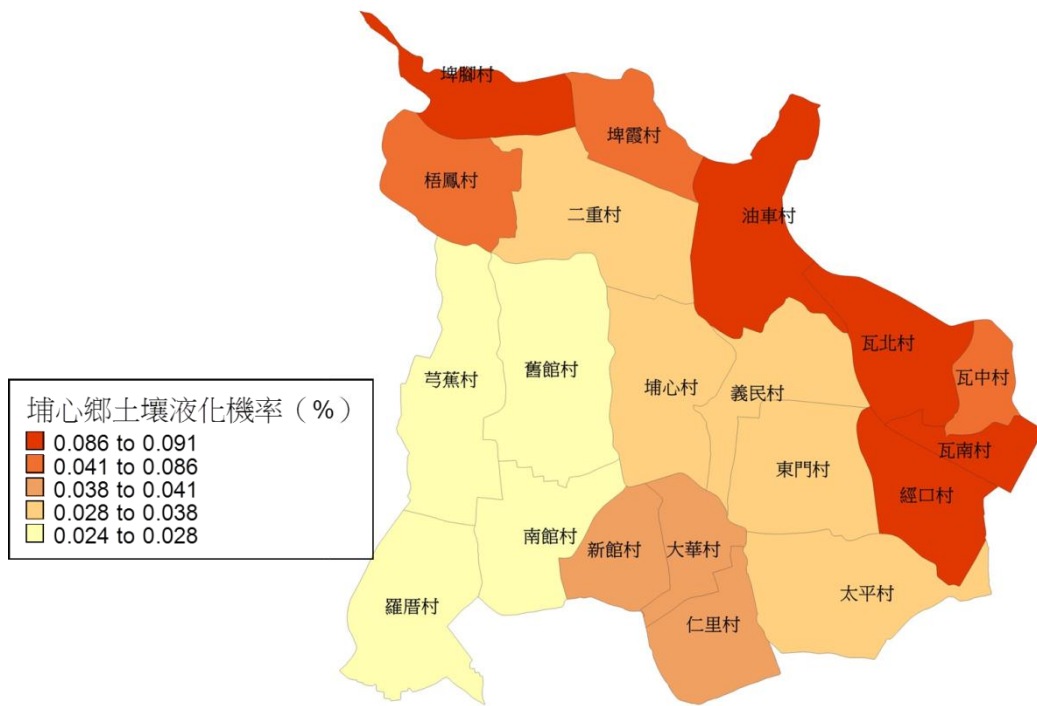 埤腳村
埤霞村
梧鳳村
二重村
油車村
瓦北村
瓦中村
芎蕉村
舊館村
埔心村
義民村
瓦南村
東門村
經口村
南館村
新館村
大華村
太平村
羅厝村
仁里村
埔心鄉土壤液化機率（%）
0.086 to 0.091
0.041 to 0.086
0.038 to 0.041
0.028 to 0.038
0.024 to 0.028